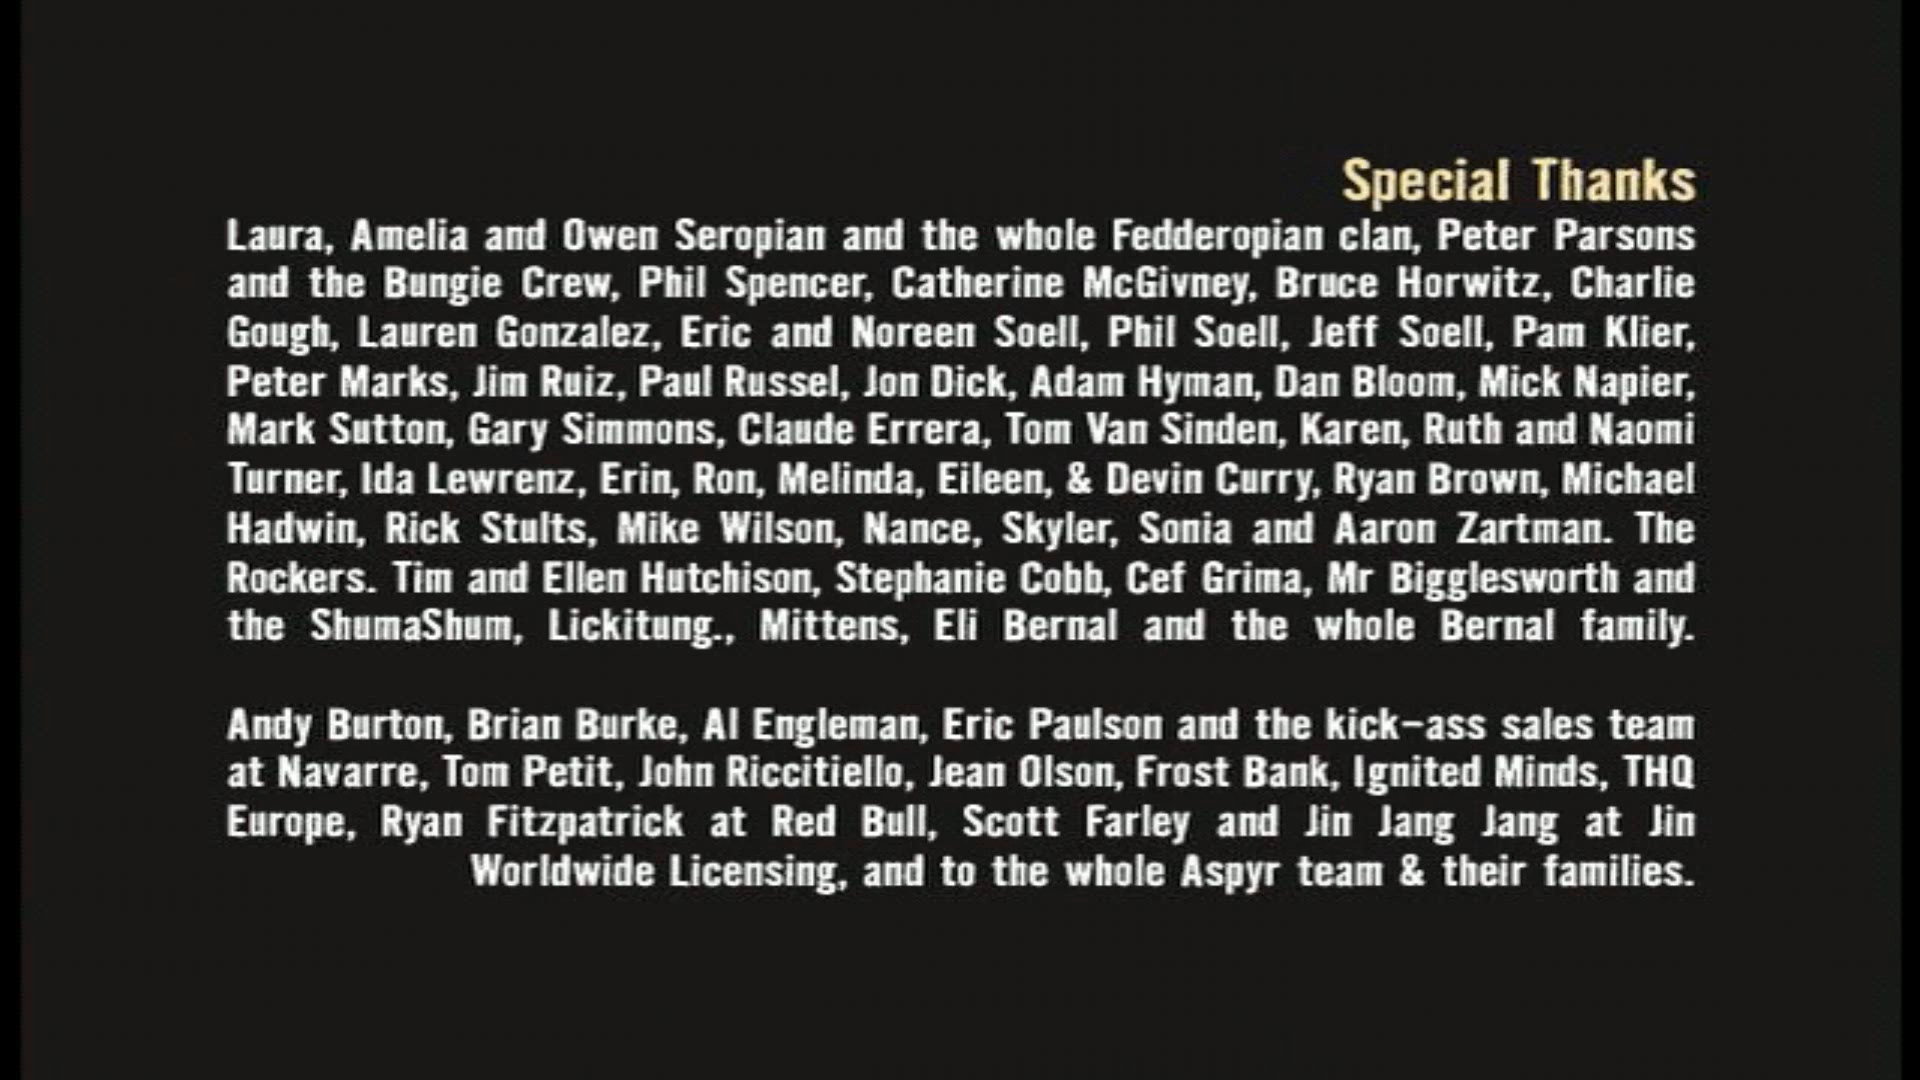 Special Thanks
Laura, Amelia and Owen Seropian and the whole Fedderopian clan, Peter Parsons
and the Bungie Crew, Phil Spencer, Catherine McGivney, Bruce Horwitz, Charlie
Gough, Lauren Gonzalez, Eric and Noreen Soell, Phil Soell, Jeff Soell, Pam Klier,
Peter Marks, Jim Ruiz, Paul Russel, Jon Dick, Adam Hyman, Dan Bloom, Mick Napier,
Mark Sutton, Gary Simmons, Claude Errera, Tom Van Sinden, Karen, Ruth and Naomi
Turner, Ida Lewrenz, Erin, Ron, Melinda, Eileen, & Devin Curry, Ryan Brown, Michael
Hadwin, Rick Stults, Mike Wilson, Nance, Skyler, Sonia and Aaron Zartman. The
Rockers. Tim and Ellen Hutchison, Stephanie Cobb, Cef Grima, Mr Bigglesworth and
the ShumaShum, Lickitung., Mittens, Eli Bernal and the whole Bernal family.
Andy Burton, Brian Burke, Al Engleman, Eric Paulson and the kick-ass sales team
at Navarre, Tom Petit, John Riccitiello, Jean Olson, Frost Bank, Ignited Minds, THQ
Europe, Ryan Fitzpatrick at Red Bull, Scott Farley and Jin Jang Jang at Jin
Worldwide Licensing, and to the whole Aspyr team & their families.